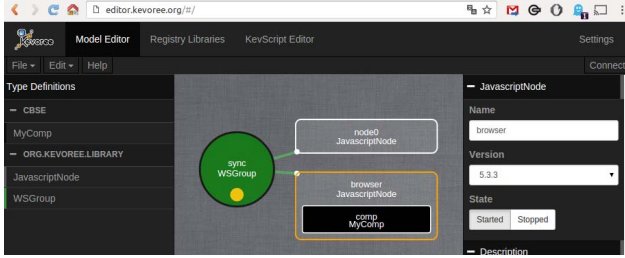 editor.kevoree.org/#/
Kevoree
Model Editor
Registry Libraries
KevScript Editor
Settings
File
Edit
Help
Connect
Type Definitions
CBSE
MyComp
ORG.KEVOREE.LIBRARY
JavascriptNode
WSGroup
sync
WSGroup
node0
JavascriptNode
browser
JavascriptNode
comp
MyComp
JavascriptNode
Name
browser
Version
5.3.3
State
Started
Stopped
Description